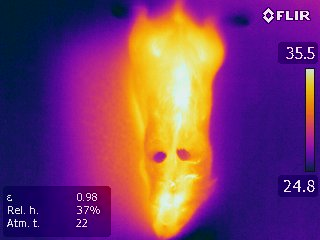 FLIR
35.5
24.8
ε 0.98
Rel. h. 37%
Atm. t. 22